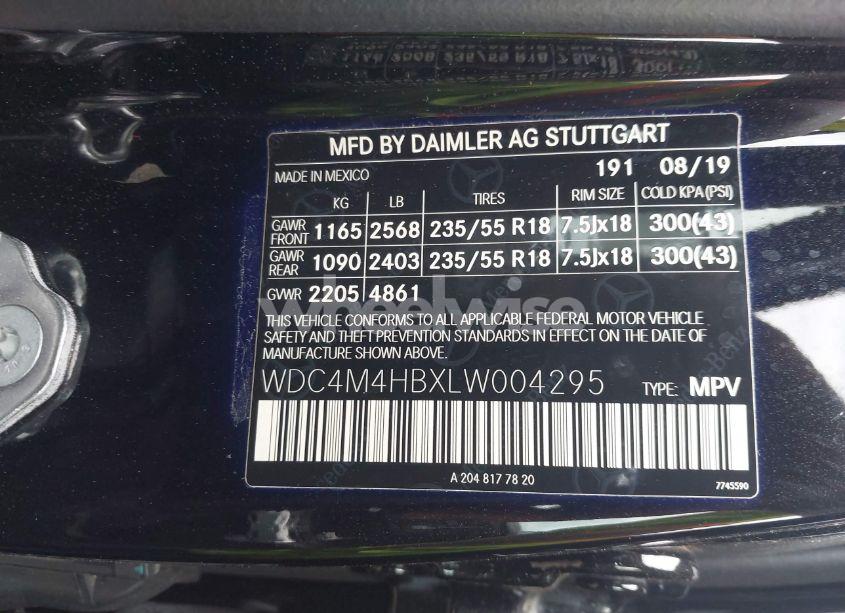 MFD BY DAIMLER AG STUTTGART
MADE IN MEXICO 191 08/19
KG LB TIRES RIM SIZE COLD KPA(PSI)
GAWR FRONT 1165 2568 235/55 R18 7.5Jx18 300(43)
GAWR REAR 1090 2403 235/55 R18 7.5Jx18 300(43)
GWR 2205 4861
THIS VEHICLE CONFORMS TO ALL APPLICABLE FEDERAL MOTOR VEHICLE
SAFETY AND THEFT PREVENTION STANDARDS IN EFFECT ON THE DATE OF
MANUFACTURE SHOWN ABOVE.
WDC4M4HBXLW004295 TYPE: MPV
A 204 817 78 20 7745590